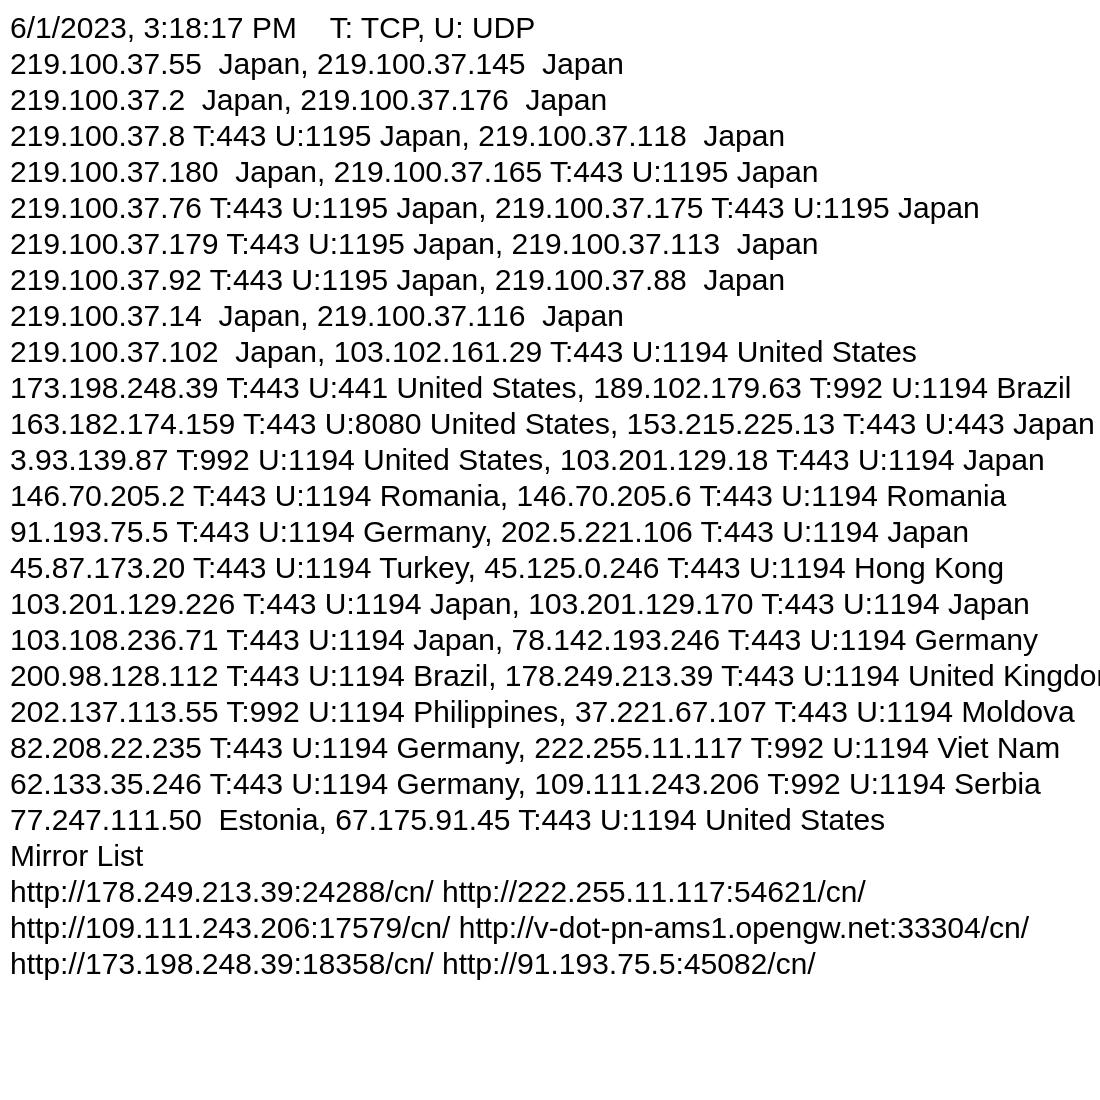 6/1/2023, 3:18:17 PM    T: TCP, U: UDP
219.100.37.55  Japan, 219.100.37.145  Japan
219.100.37.2  Japan, 219.100.37.176  Japan
219.100.37.8 T:443 U:1195 Japan, 219.100.37.118  Japan
219.100.37.180  Japan, 219.100.37.165 T:443 U:1195 Japan
219.100.37.76 T:443 U:1195 Japan, 219.100.37.175 T:443 U:1195 Japan
219.100.37.179 T:443 U:1195 Japan, 219.100.37.113  Japan
219.100.37.92 T:443 U:1195 Japan, 219.100.37.88  Japan
219.100.37.14  Japan, 219.100.37.116  Japan
219.100.37.102  Japan, 103.102.161.29 T:443 U:1194 United States
173.198.248.39 T:443 U:441 United States, 189.102.179.63 T:992 U:1194 Brazil
163.182.174.159 T:443 U:8080 United States, 153.215.225.13 T:443 U:443 Japan
3.93.139.87 T:992 U:1194 United States, 103.201.129.18 T:443 U:1194 Japan
146.70.205.2 T:443 U:1194 Romania, 146.70.205.6 T:443 U:1194 Romania
91.193.75.5 T:443 U:1194 Germany, 202.5.221.106 T:443 U:1194 Japan
45.87.173.20 T:443 U:1194 Turkey, 45.125.0.246 T:443 U:1194 Hong Kong
103.201.129.226 T:443 U:1194 Japan, 103.201.129.170 T:443 U:1194 Japan
103.108.236.71 T:443 U:1194 Japan, 78.142.193.246 T:443 U:1194 Germany
200.98.128.112 T:443 U:1194 Brazil, 178.249.213.39 T:443 U:1194 United Kingdo
202.137.113.55 T:992 U:1194 Philippines, 37.221.67.107 T:443 U:1194 Moldova
82.208.22.235 T:443 U:1194 Germany, 222.255.11.117 T:992 U:1194 Viet Nam
62.133.35.246 T:443 U:1194 Germany, 109.111.243.206 T:992 U:1194 Serbia
77.247.111.50  Estonia, 67.175.91.45 T:443 U:1194 United States
Mirror List
http://178.249.213.39:24288/cn/ http://222.255.11.117:54621/cn/
http://109.111.243.206:17579/cn/ http://v-dot-pn-ams1.opengw.net:33304/cn/
http://173.198.248.39:18358/cn/ http://91.193.75.5:45082/cn/